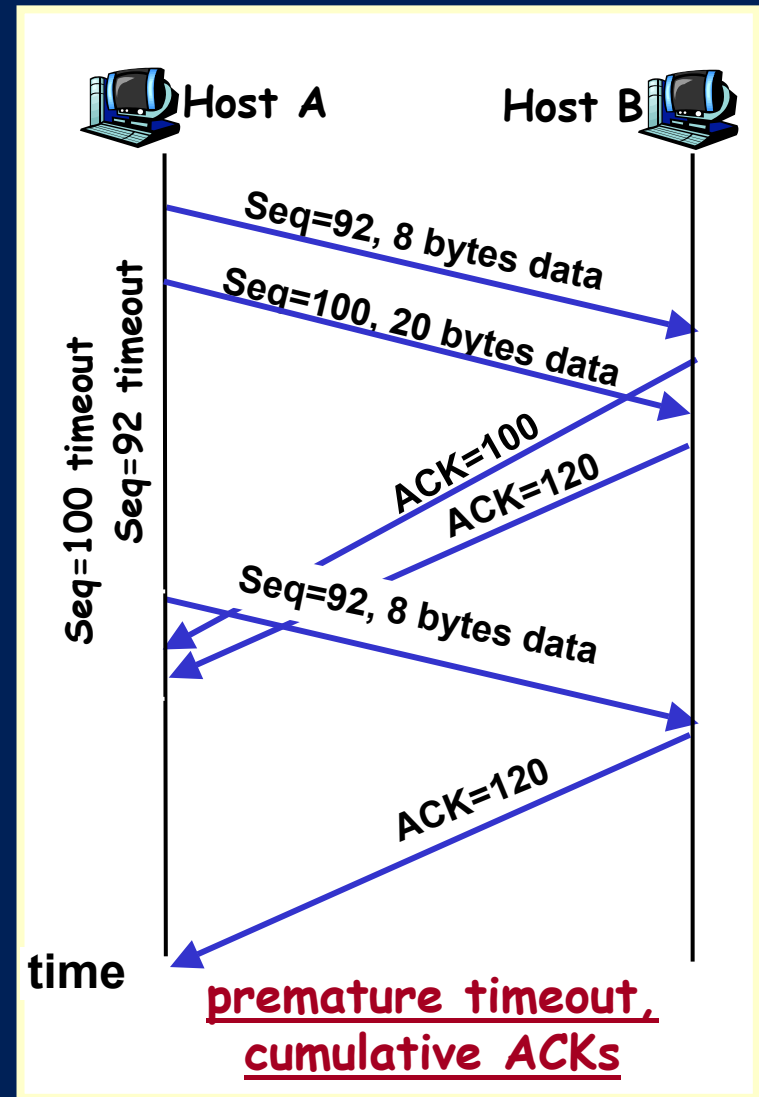 Host A
Host B
Seq=92, 8 bytes data
Seq=100, 20 bytes data
Seq=100 timeout
Seq=92 timeout
ACK=100
ACK=120
Seq=92, 8 bytes data
ACK=120
time
premature timeout,
cumulative ACKs